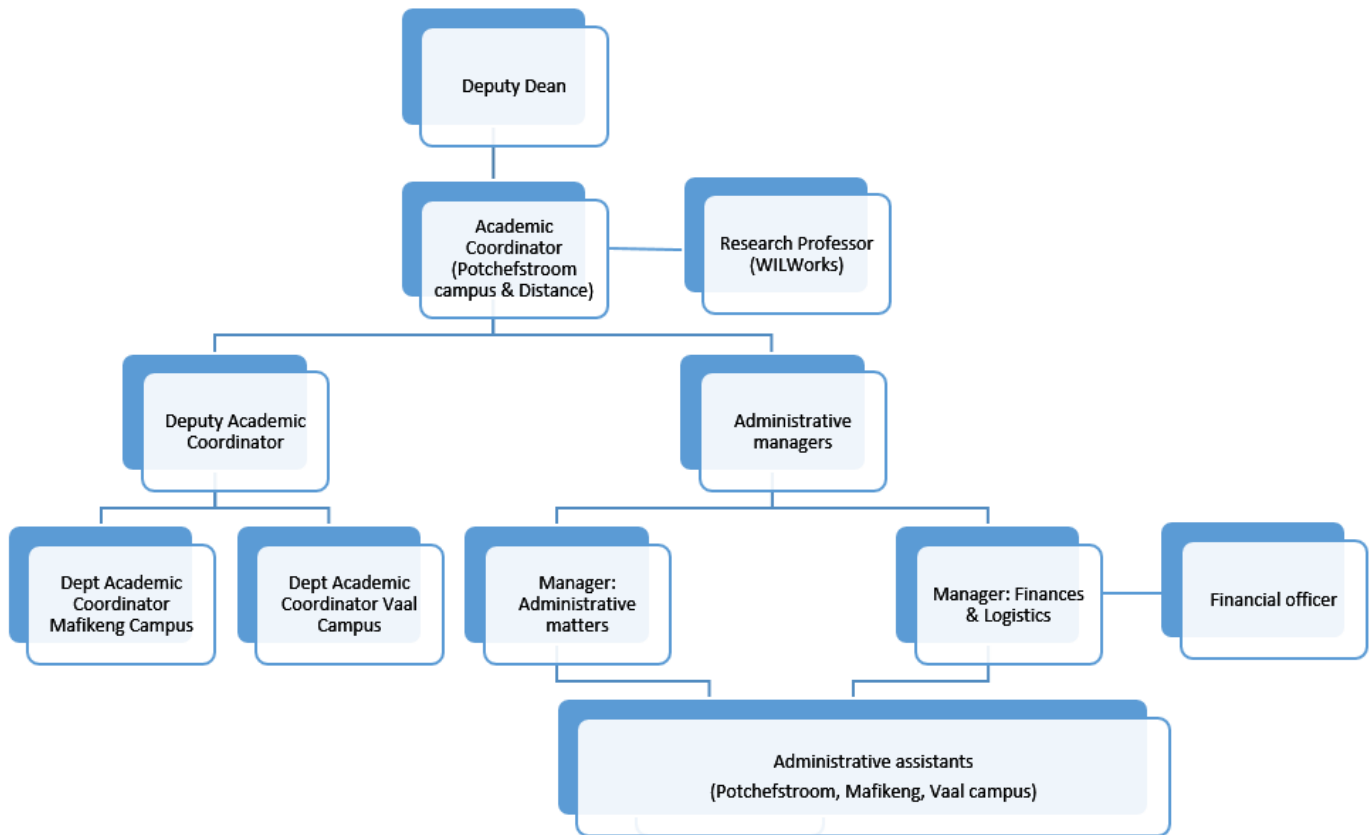 Deputy Dean
Academic
Coordinator
(Potchefstroom
campus & Distance)
Research Professor
(WILWorks)
Deputy Academic
Coordinator
Administrative
managers
Dept Academic
Coordinator
Mafikeng Campus
Dept Academic
Coordinator Vaal
Campus
Manager:
Administrative
matters
Manager: Finances
& Logistics
Financial officer
Administrative assistants
(Potchefstroom, Mafikeng, Vaal campus)